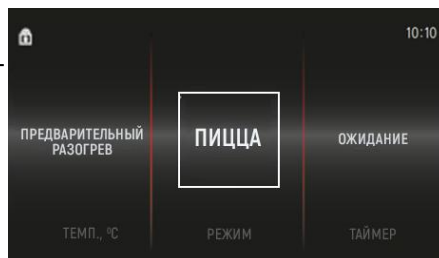 10:10
ПРЕДВАРИТЕЛЬНЫЙ
РАЗОГРЕВ
ПИЦЦА
ОЖИДАНИЕ
ТЕМП., °C
РЕЖИМ
ТАЙМЕР